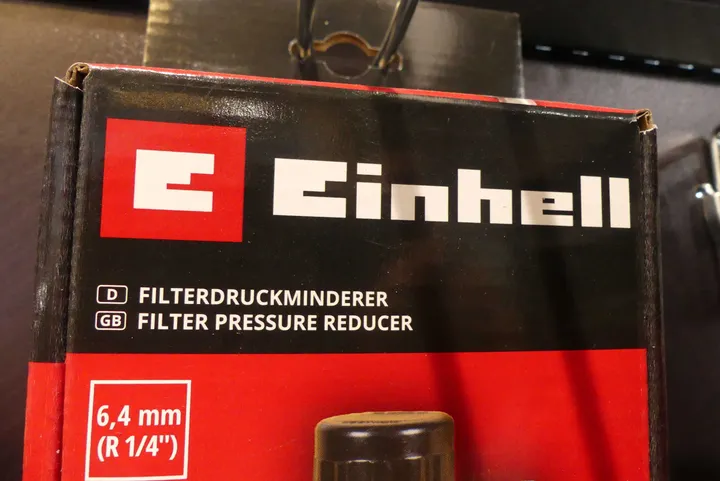 Einhell
D FILTERDRUCKMINDERER
GB FILTER PRESSURE REDUCER
6,4 mm
(R 1/4")